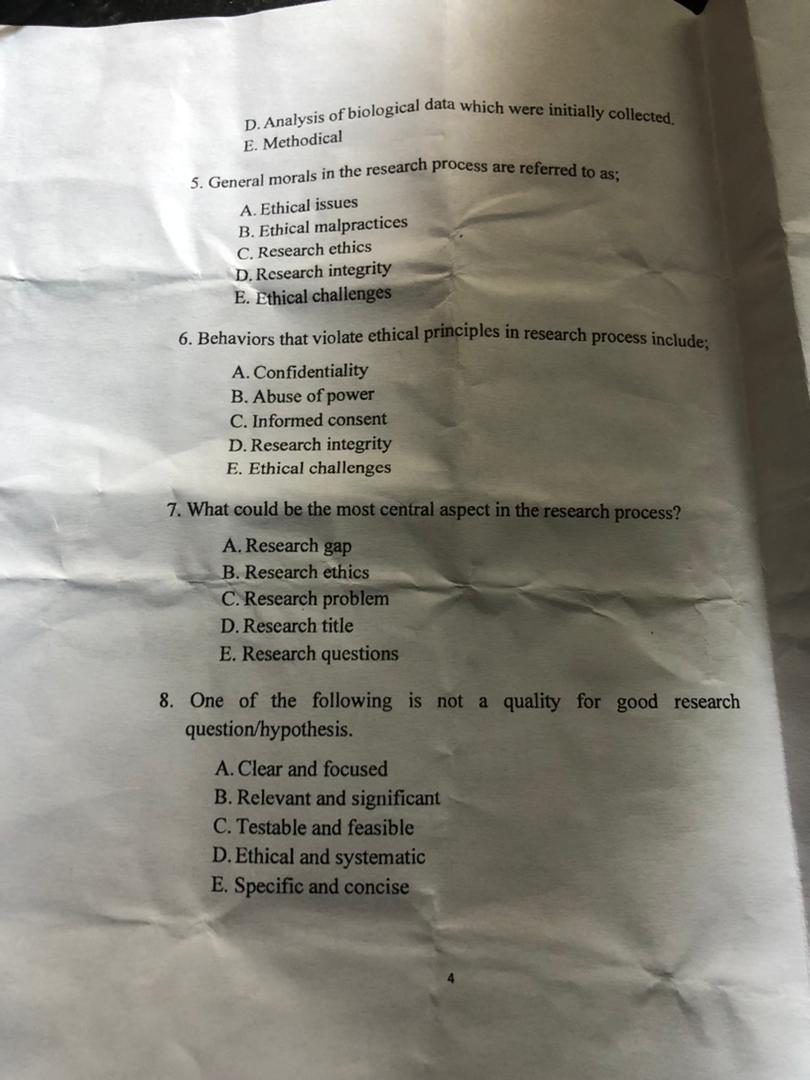 D. Analysis of biological data which were initially collected.
E. Methodical
5. General morals in the research process are referred to as;
A. Ethical issues
B. Ethical malpractices
C. Research ethics
D. Research integrity
E. Ethical challenges
6. Behaviors that violate ethical principles in research process include;
A. Confidentiality
B. Abuse of power
C. Informed consent
D. Research integrity
E. Ethical challenges
7. What could be the most central aspect in the research process?
A. Research gap
B. Research ethics
C. Research problem
D. Research title
E. Research questions
8. One of the following is not a quality for good research
question/hypothesis.
A. Clear and focused
B. Relevant and significant
C. Testable and feasible
D. Ethical and systematic
E. Specific and concise
4